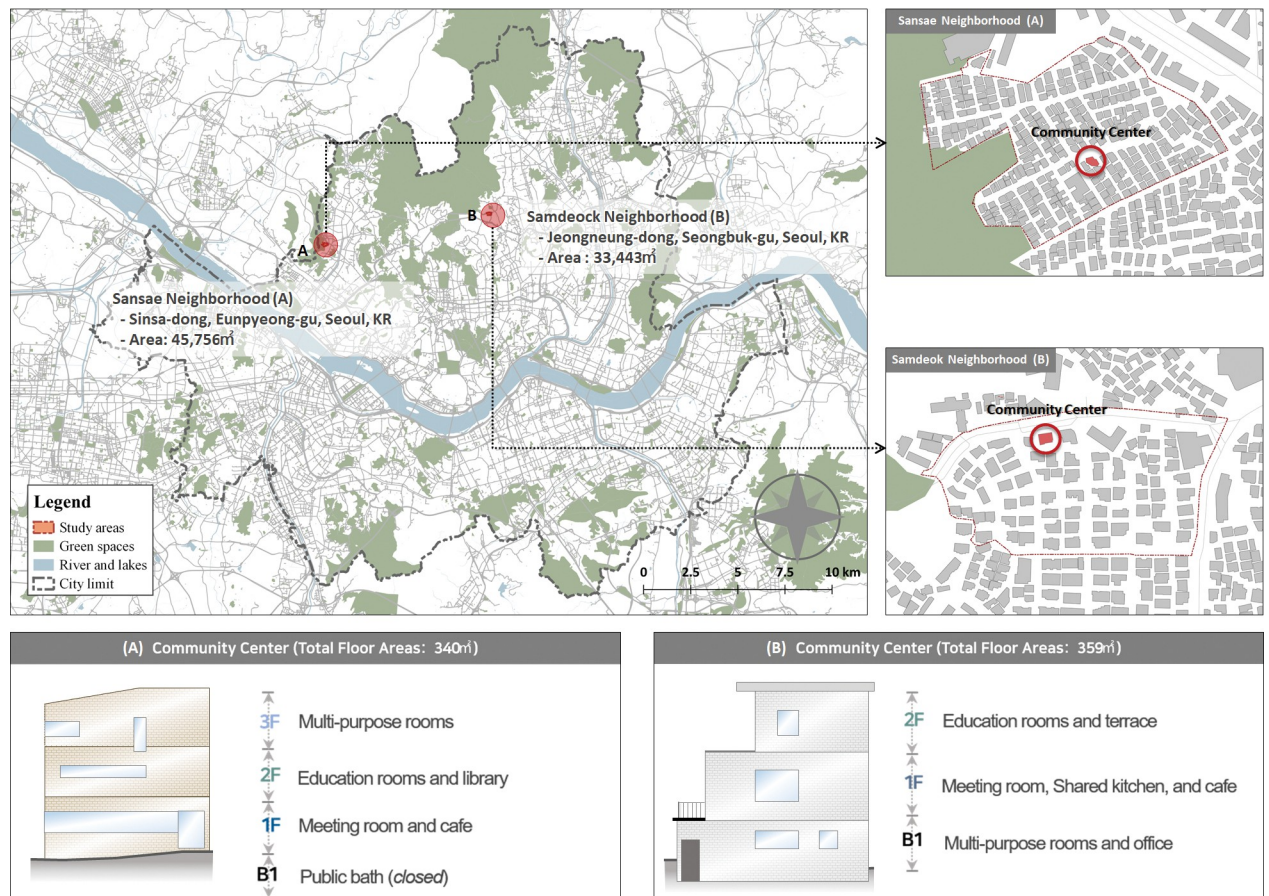 Sansae Neighborhood (A)
Community Center
A
B
Samdeock Neighborhood (B)
- Jeongneung-dong, Seongbuk-gu, Seoul, KR
- Area : 33,443㎡
Sansae Neighborhood (A)
- Sinsa-dong, Eunpyeong-gu, Seoul, KR
- Area: 45,756㎡
Samdeok Neighborhood (B)
Community Center
Legend
Study areas
Green spaces
River and lakes
City limit
0 2.5 5 7.5 10 km
(A) Community Center (Total Floor Areas: 340㎡)
3F Multi-purpose rooms
2F Education rooms and library
1F Meeting room and cafe
B1 Public bath (closed)
(B) Community Center (Total Floor Areas: 359㎡)
2F Education rooms and terrace
1F Meeting room, Shared kitchen, and cafe
B1 Multi-purpose rooms and office